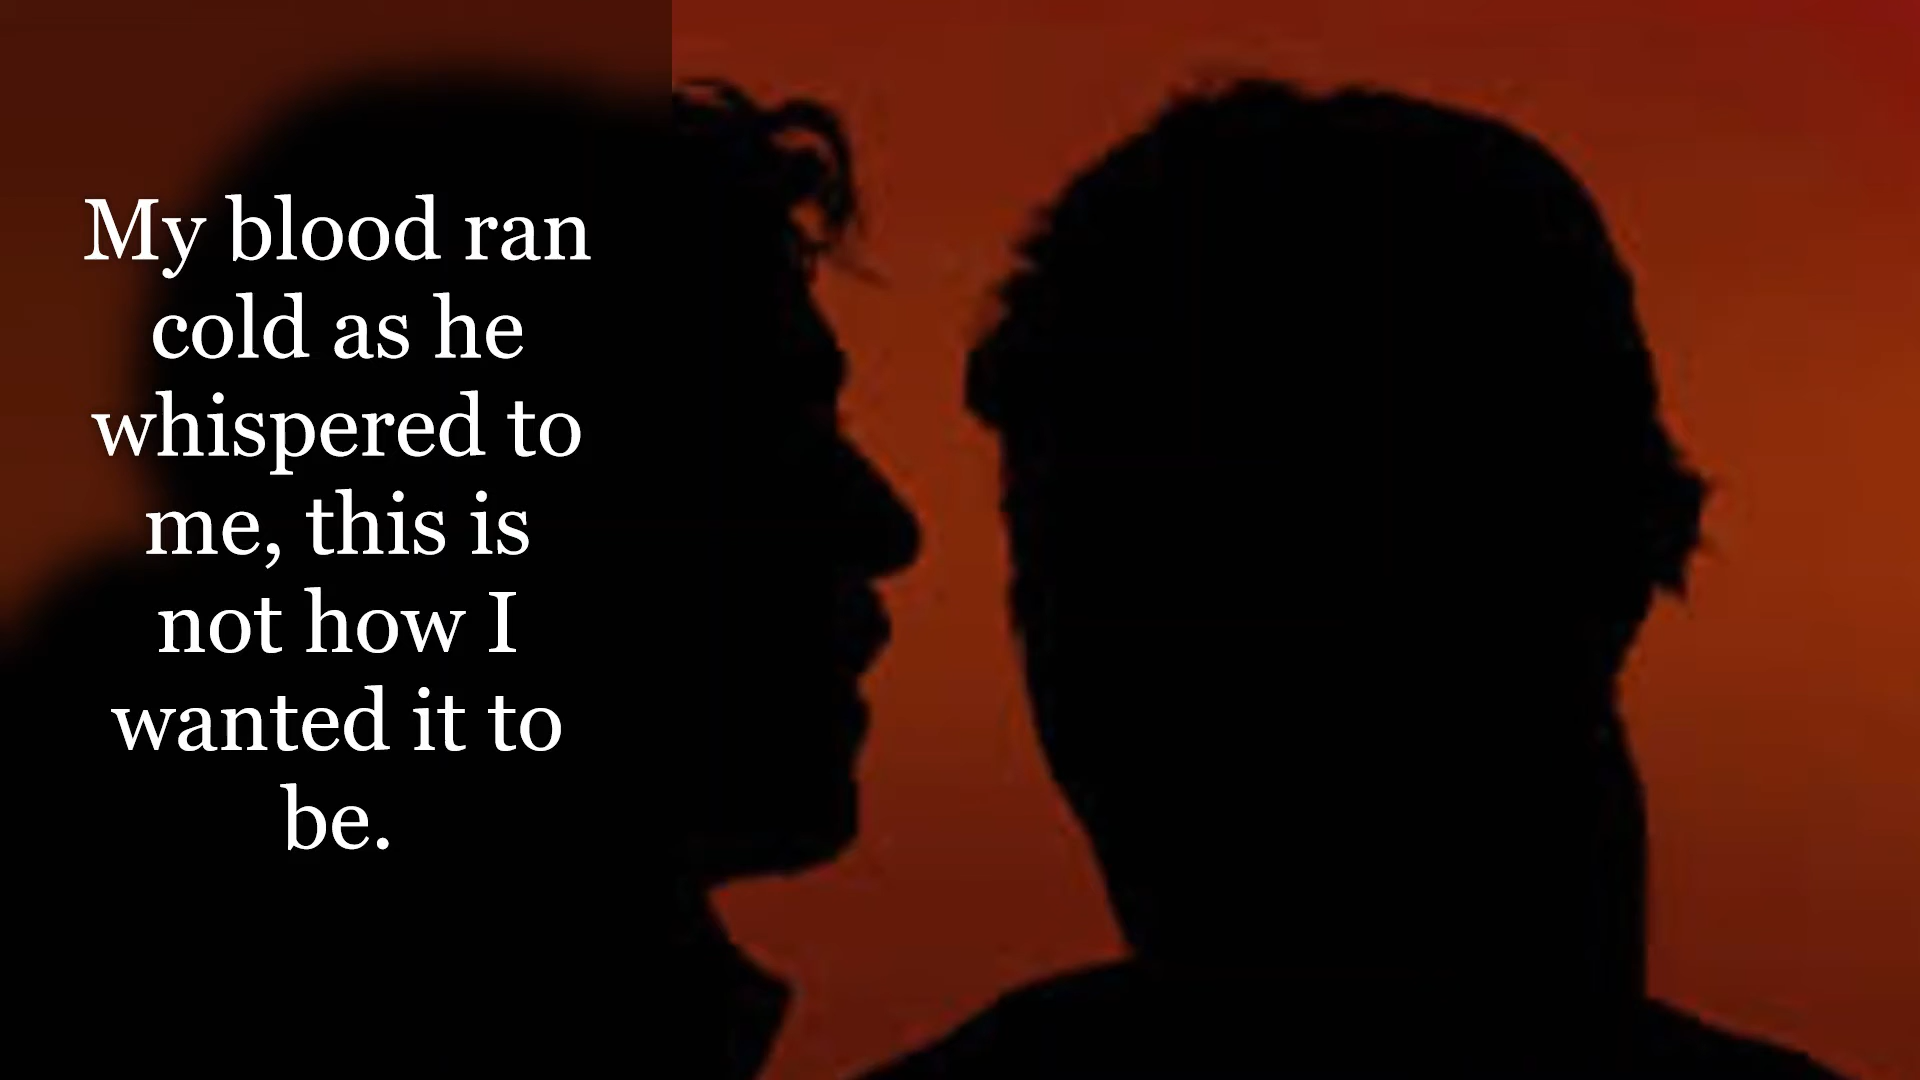 My blood ran
cold as he
whispered to
me, this is
not how I
wanted it to
be.